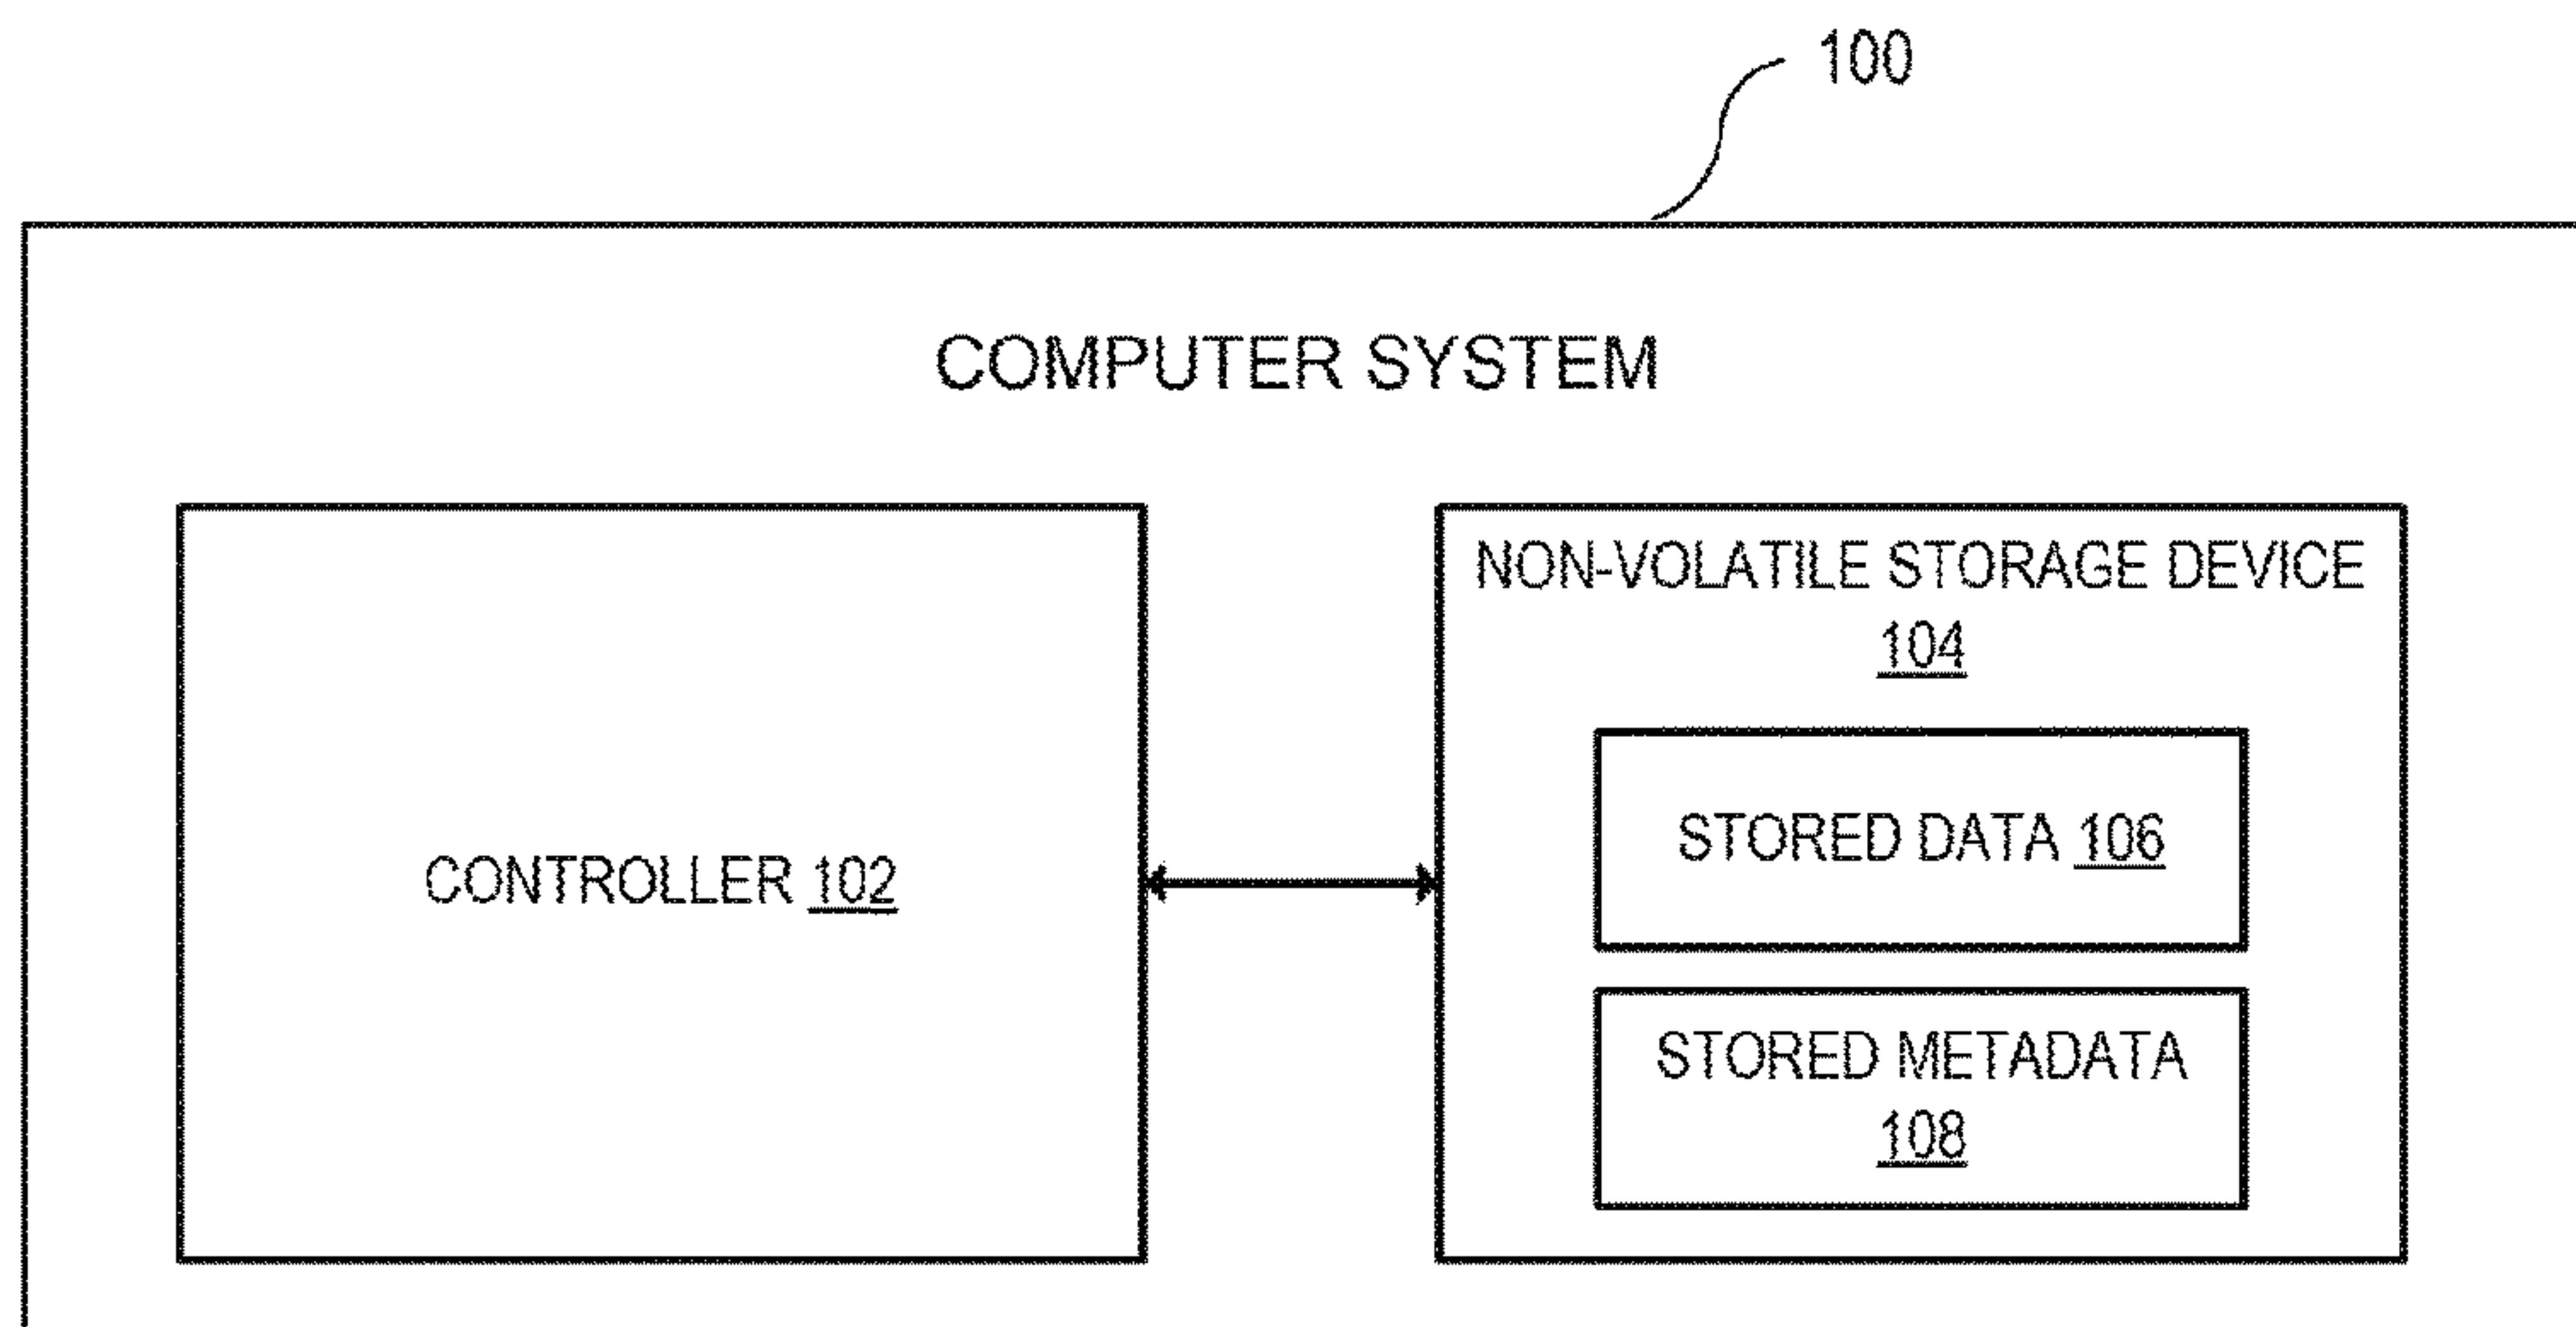 100
COMPUTER SYSTEM
CONTROLLER 102
NON-VOLATILE STORAGE DEVICE
104
STORED DATA 106
STORED METADATA
108